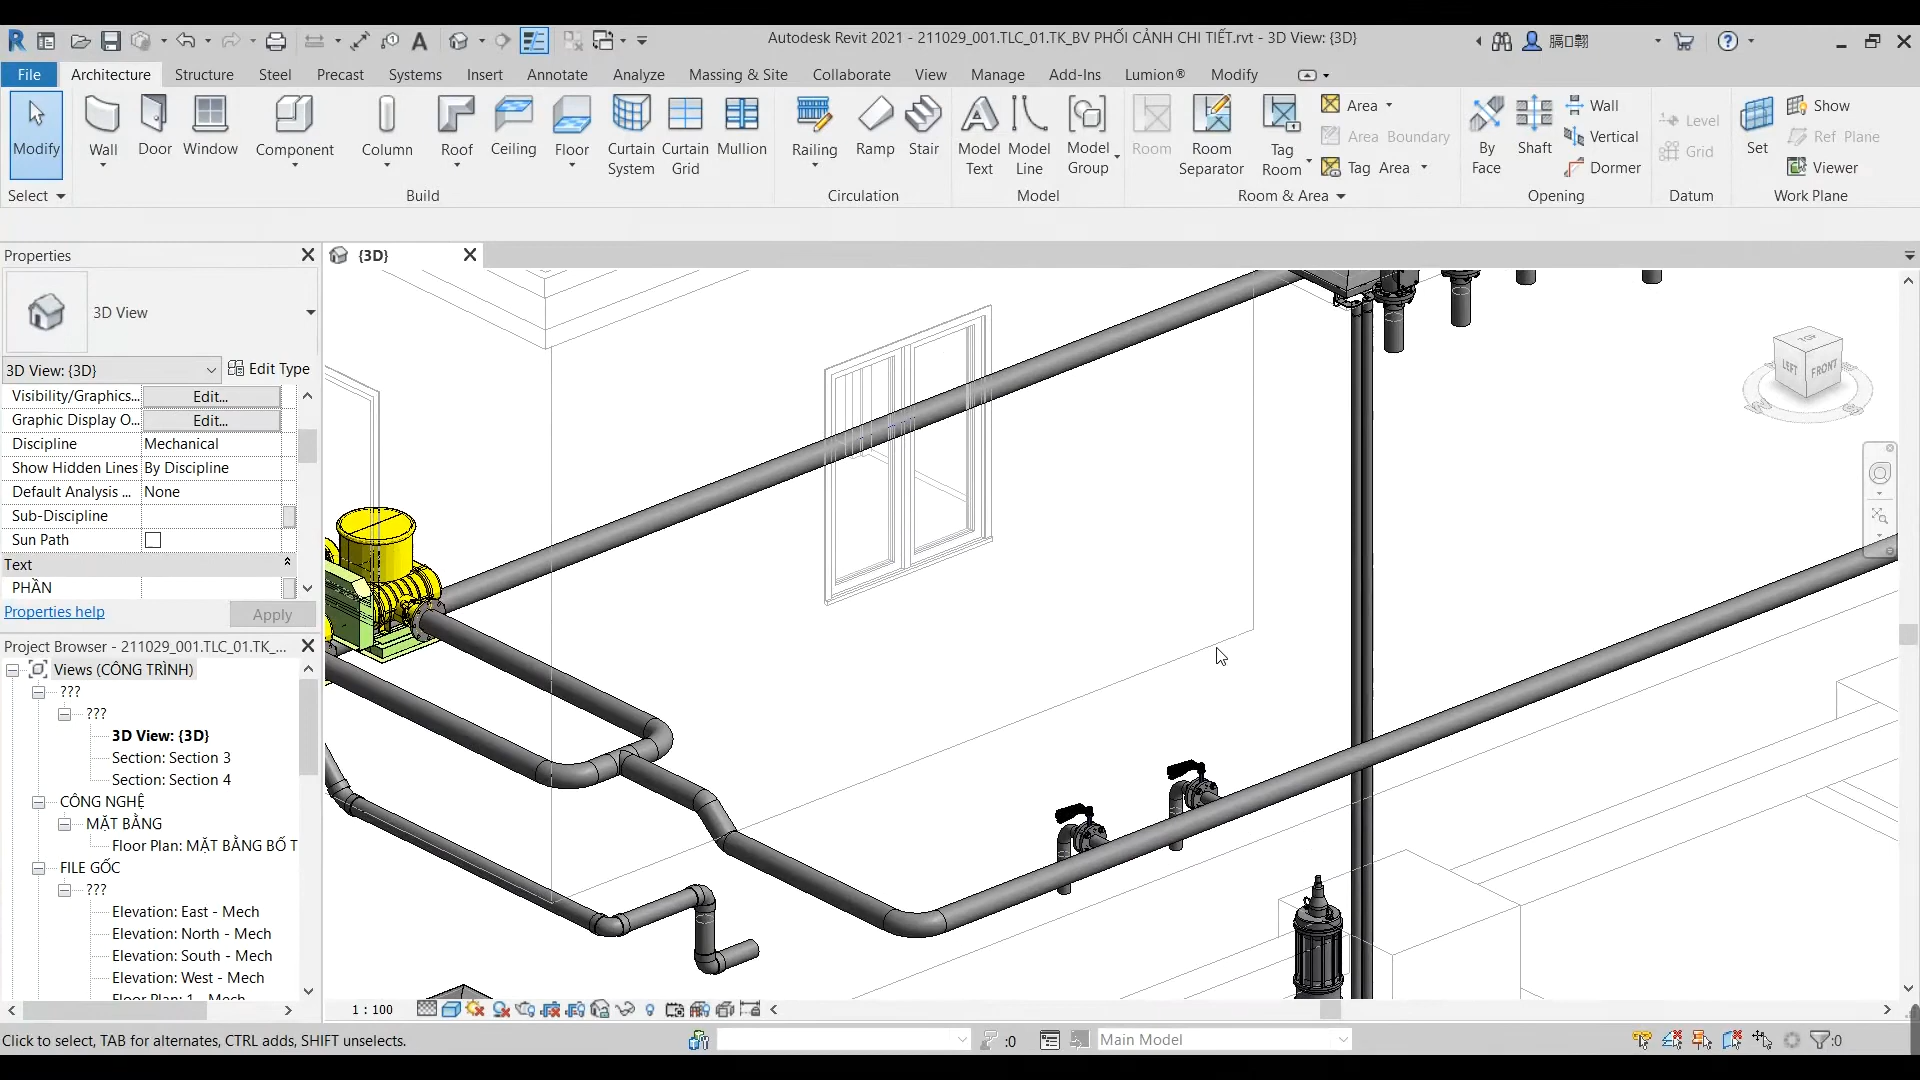 Autodesk Revit 2021 - 211029_001.TLC_01.TK_BV PHỐI CẢNH CHI TIẾT.rvt - 3D View: {3D}
File Architecture Structure Steel Precast Systems Insert Annotate Analyze Massing & Site Collaborate View Manage Add-Ins Lumion® Modify
Modify Wall Door Window Component Column Roof Ceiling Floor Curtain System Curtain Grid Mullion Railing Ramp Stair Model Text Model Line Model Group Room Room Separator Tag Room Area Area Boundary Tag Area By Face Shaft Wall Vertical Dormer Level Grid Set Show Ref Plane Viewer
Select Build Circulation Model Room & Area Opening Datum Work Plane
Properties
{3D}
3D View
3D View: {3D} Edit Type
Visibility/Graphics... Edit...
Graphic Display O... Edit...
Discipline Mechanical
Show Hidden Lines By Discipline
Default Analysis ... None
Sub-Discipline
Sun Path
Text
PHẦN
Properties help Apply
TOP
LEFT FRONT
Project Browser - 211029_001.TLC_01.TK_...
Views (CÔNG TRÌNH)
???
???
3D View: {3D}
Section: Section 3
Section: Section 4
CÔNG NGHỆ
MẶT BẰNG
Floor Plan: MẶT BẰNG BỐ T
FILE GỐC
???
Elevation: East - Mech
Elevation: North - Mech
Elevation: South - Mech
Elevation: West - Mech
Floor Plan: 1 - Mech
1 : 100
Click to select, TAB for alternates, CTRL adds, SHIFT unselects.
:0
Main Model
:0